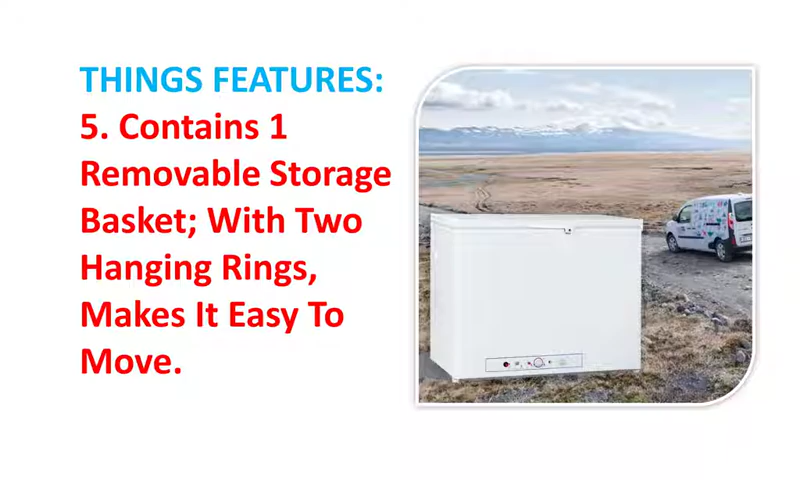 THINGS FEATURES:
5. Contains 1
Removable Storage
Basket; With Two
Hanging Rings,
Makes It Easy To
Move.